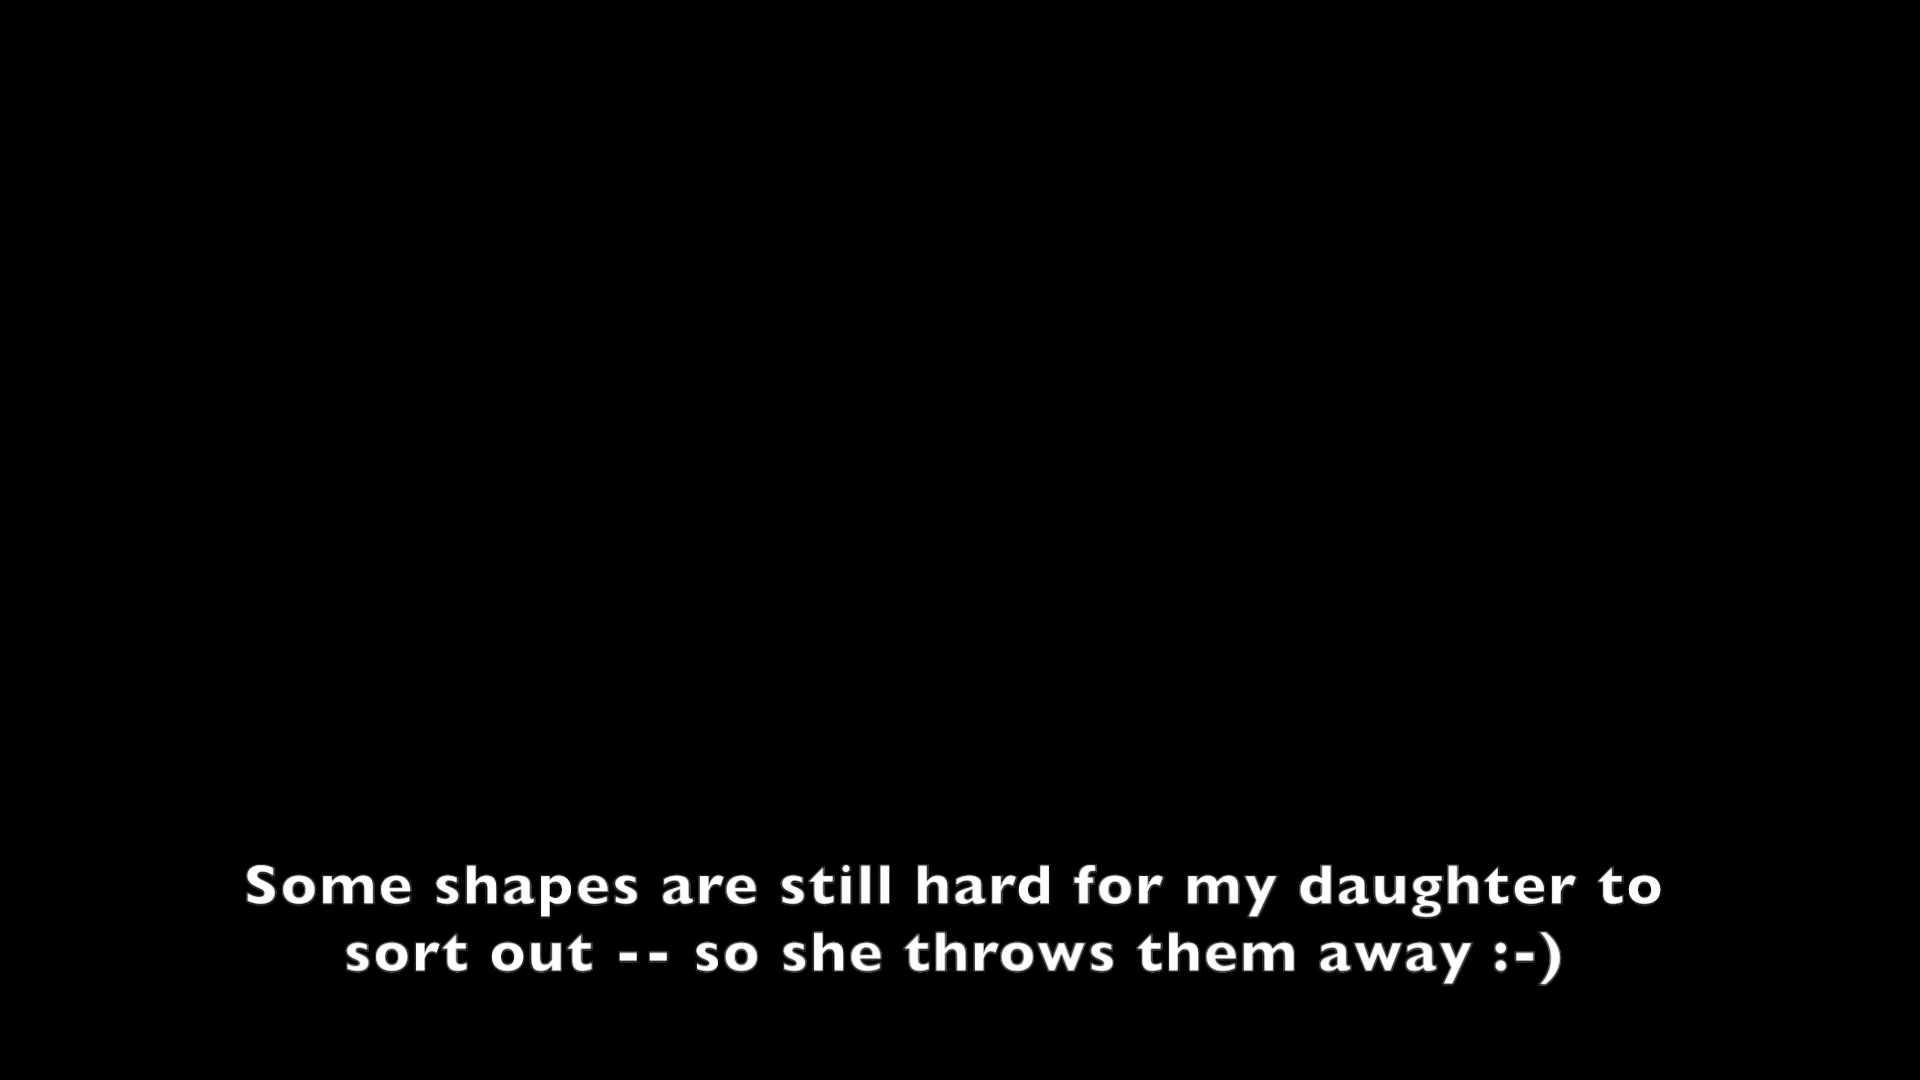 Some shapes are still hard for my daughter to
sort out -- so she throws them away :-)